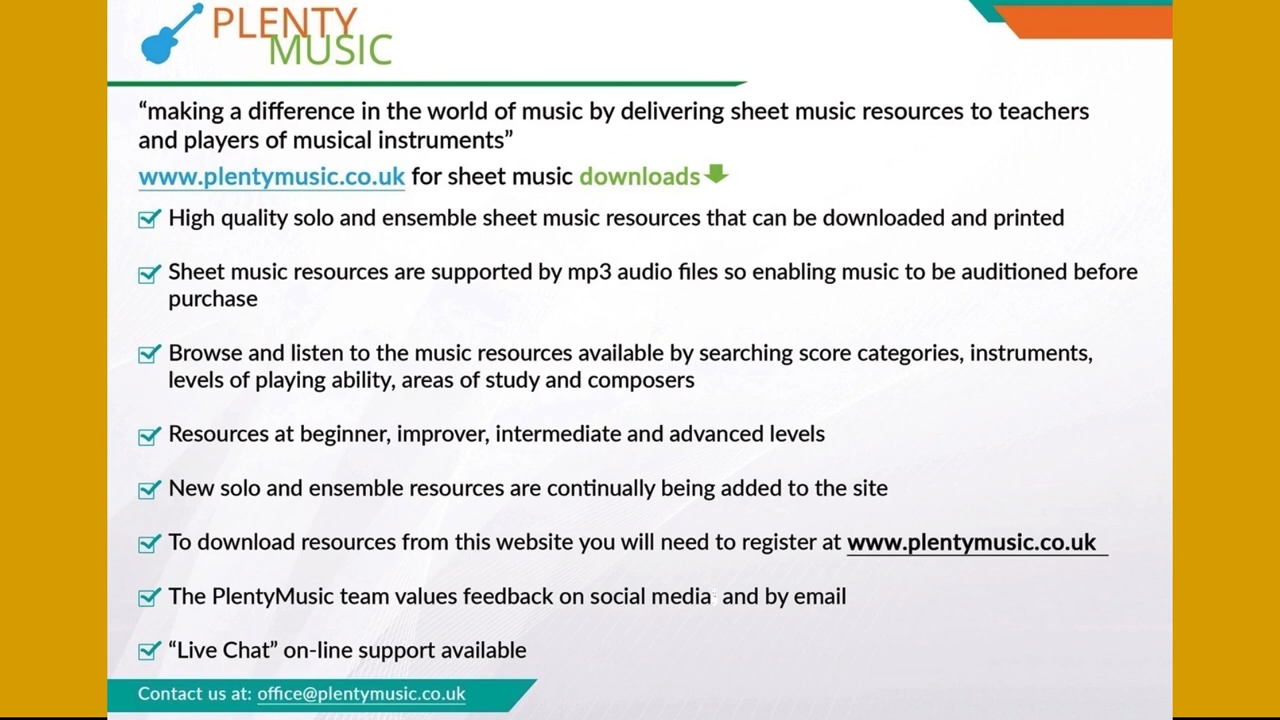 PLENTY
MUSIC
“making a difference in the world of music by delivering sheet music resources to teachers
and players of musical instruments”
www.plentymusic.co.uk for sheet music downloads
High quality solo and ensemble sheet music resources that can be downloaded and printed
Sheet music resources are supported by mp3 audio files so enabling music to be auditioned before
purchase
Browse and listen to the music resources available by searching score categories, instruments,
levels of playing ability, areas of study and composers
Resources at beginner, improver, intermediate and advanced levels
New solo and ensemble resources are continually being added to the site
To download resources from this website you will need to register at www.plentymusic.co.uk
The PlentyMusic team values feedback on social media and by email
“Live Chat” on-line support available
Contact us at: office@plentymusic.co.uk